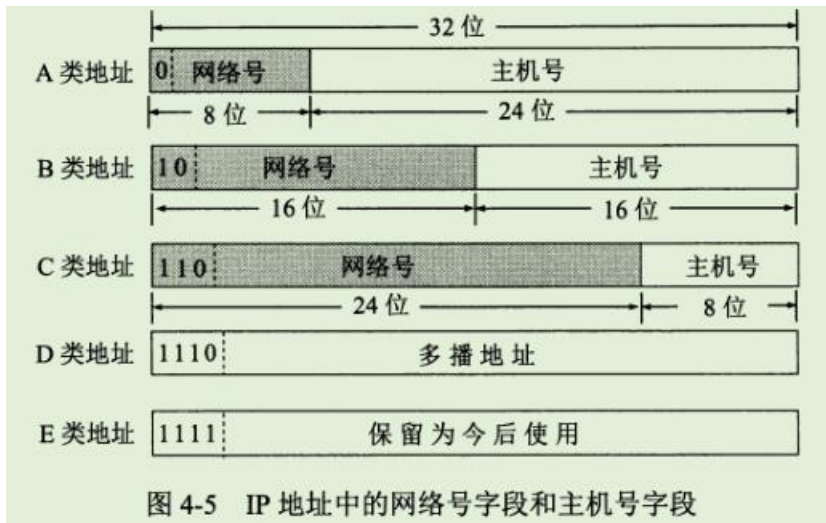 32 位
A 类地址 0 网络号 主机号
8 位 24 位
B 类地址 10 网络号 主机号
16 位 16 位
C 类地址 110 网络号 主机号
24 位 8 位
D 类地址 1110 多播地址
E 类地址 1111 保留为今后使用
图 4-5 IP 地址中的网络号字段和主机号字段